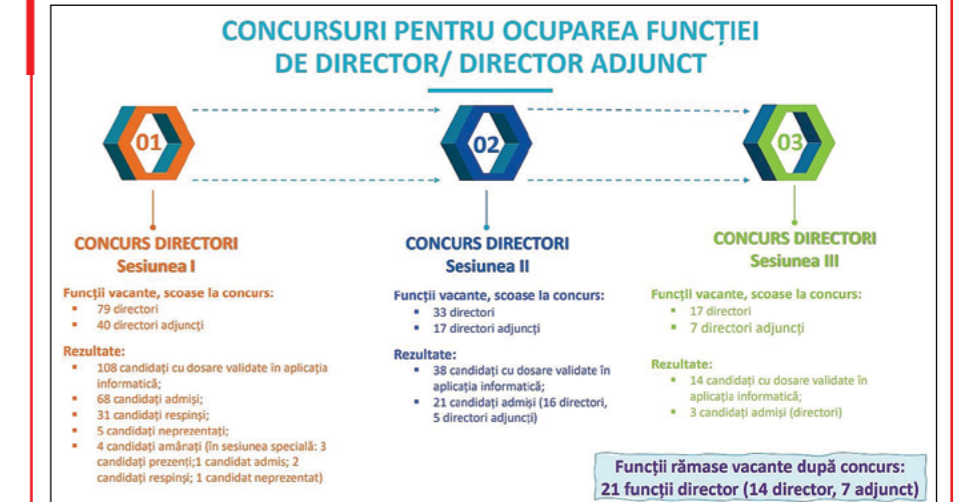 CONCURSURI PENTRU OCUPAREA FUNCȚIEI
DE DIRECTOR/ DIRECTOR ADJUNCT
01
02
03
CONCURS DIRECTORI
Sesiunea I
Funcții vacante, scoase la concurs:
▪ 79 directori
▪ 40 directori adjuncți
Rezultate:
▪ 108 candidați cu dosare validate în aplicația
informatică;
▪ 68 candidați admiși;
▪ 31 candidați respinși;
▪ 5 candidați neprezentați;
▪ 4 candidați amânați (în sesiunea specială: 3
candidați prezenți;1 candidat admis; 2
candidați respinși; 1 candidat neprezentat)
CONCURS DIRECTORI
Sesiunea II
Funcții vacante, scoase la concurs:
▪ 33 directori
▪ 17 directori adjuncți
Rezultate:
▪ 38 candidați cu dosare validate în
aplicația informatică;
▪ 21 candidați admiși (16 directori,
5 directori adjuncți)
CONCURS DIRECTORI
Sesiunea III
Funcții vacante, scoase la concurs:
▪ 17 directori
▪ 7 directori adjuncți
Rezultate:
▪ 14 candidați cu dosare validate în
aplicația informatică;
▪ 3 candidați admiși (directori)
Funcții rămase vacante după concurs:
21 funcții director (14 director, 7 adjunct)